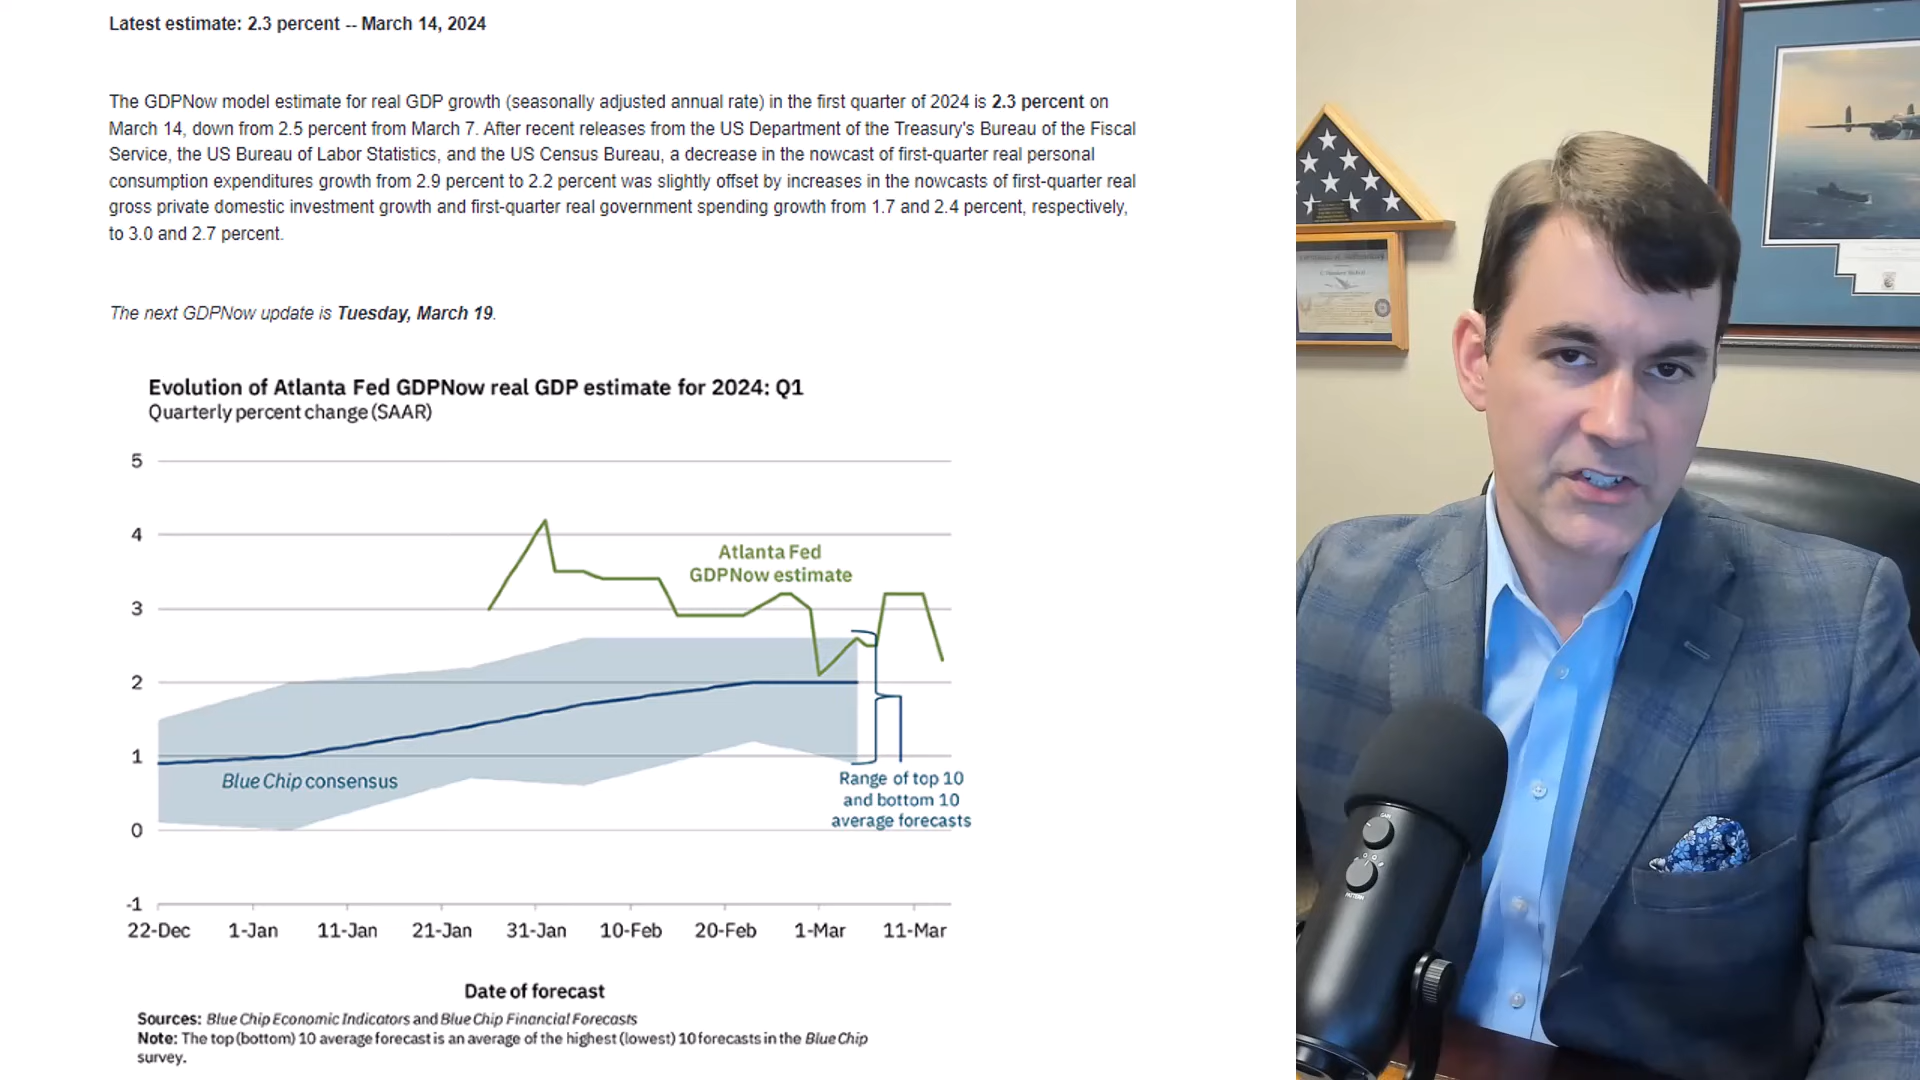 Latest estimate: 2.3 percent -- March 14, 2024
The GDPNow model estimate for real GDP growth (seasonally adjusted annual rate) in the first quarter of 2024 is 2.3 percent on
March 14, down from 2.5 percent from March 7. After recent releases from the US Department of the Treasury's Bureau of the Fiscal
Service, the US Bureau of Labor Statistics, and the US Census Bureau, a decrease in the nowcast of first-quarter real personal
consumption expenditures growth from 2.9 percent to 2.2 percent was slightly offset by increases in the nowcasts of first-quarter real
gross private domestic investment growth and first-quarter real government spending growth from 1.7 and 2.4 percent, respectively,
to 3.0 and 2.7 percent.
The next GDPNow update is Tuesday, March 19.
Evolution of Atlanta Fed GDPNow real GDP estimate for 2024: Q1
Quarterly percent change (SAAR)
5
4
3
2
1
0
-1
Atlanta Fed
GDPNow estimate
Blue Chip consensus
Range of top 10
and bottom 10
average forecasts
22-Dec 1-Jan 11-Jan 21-Jan 31-Jan 10-Feb 20-Feb 1-Mar 11-Mar
Date of forecast
Sources: Blue Chip Economic Indicators and Blue Chip Financial Forecasts
Note: The top (bottom) 10 average forecast is an average of the highest (lowest) 10 forecasts in the Blue Chip
survey.
GAIN
PATTERN